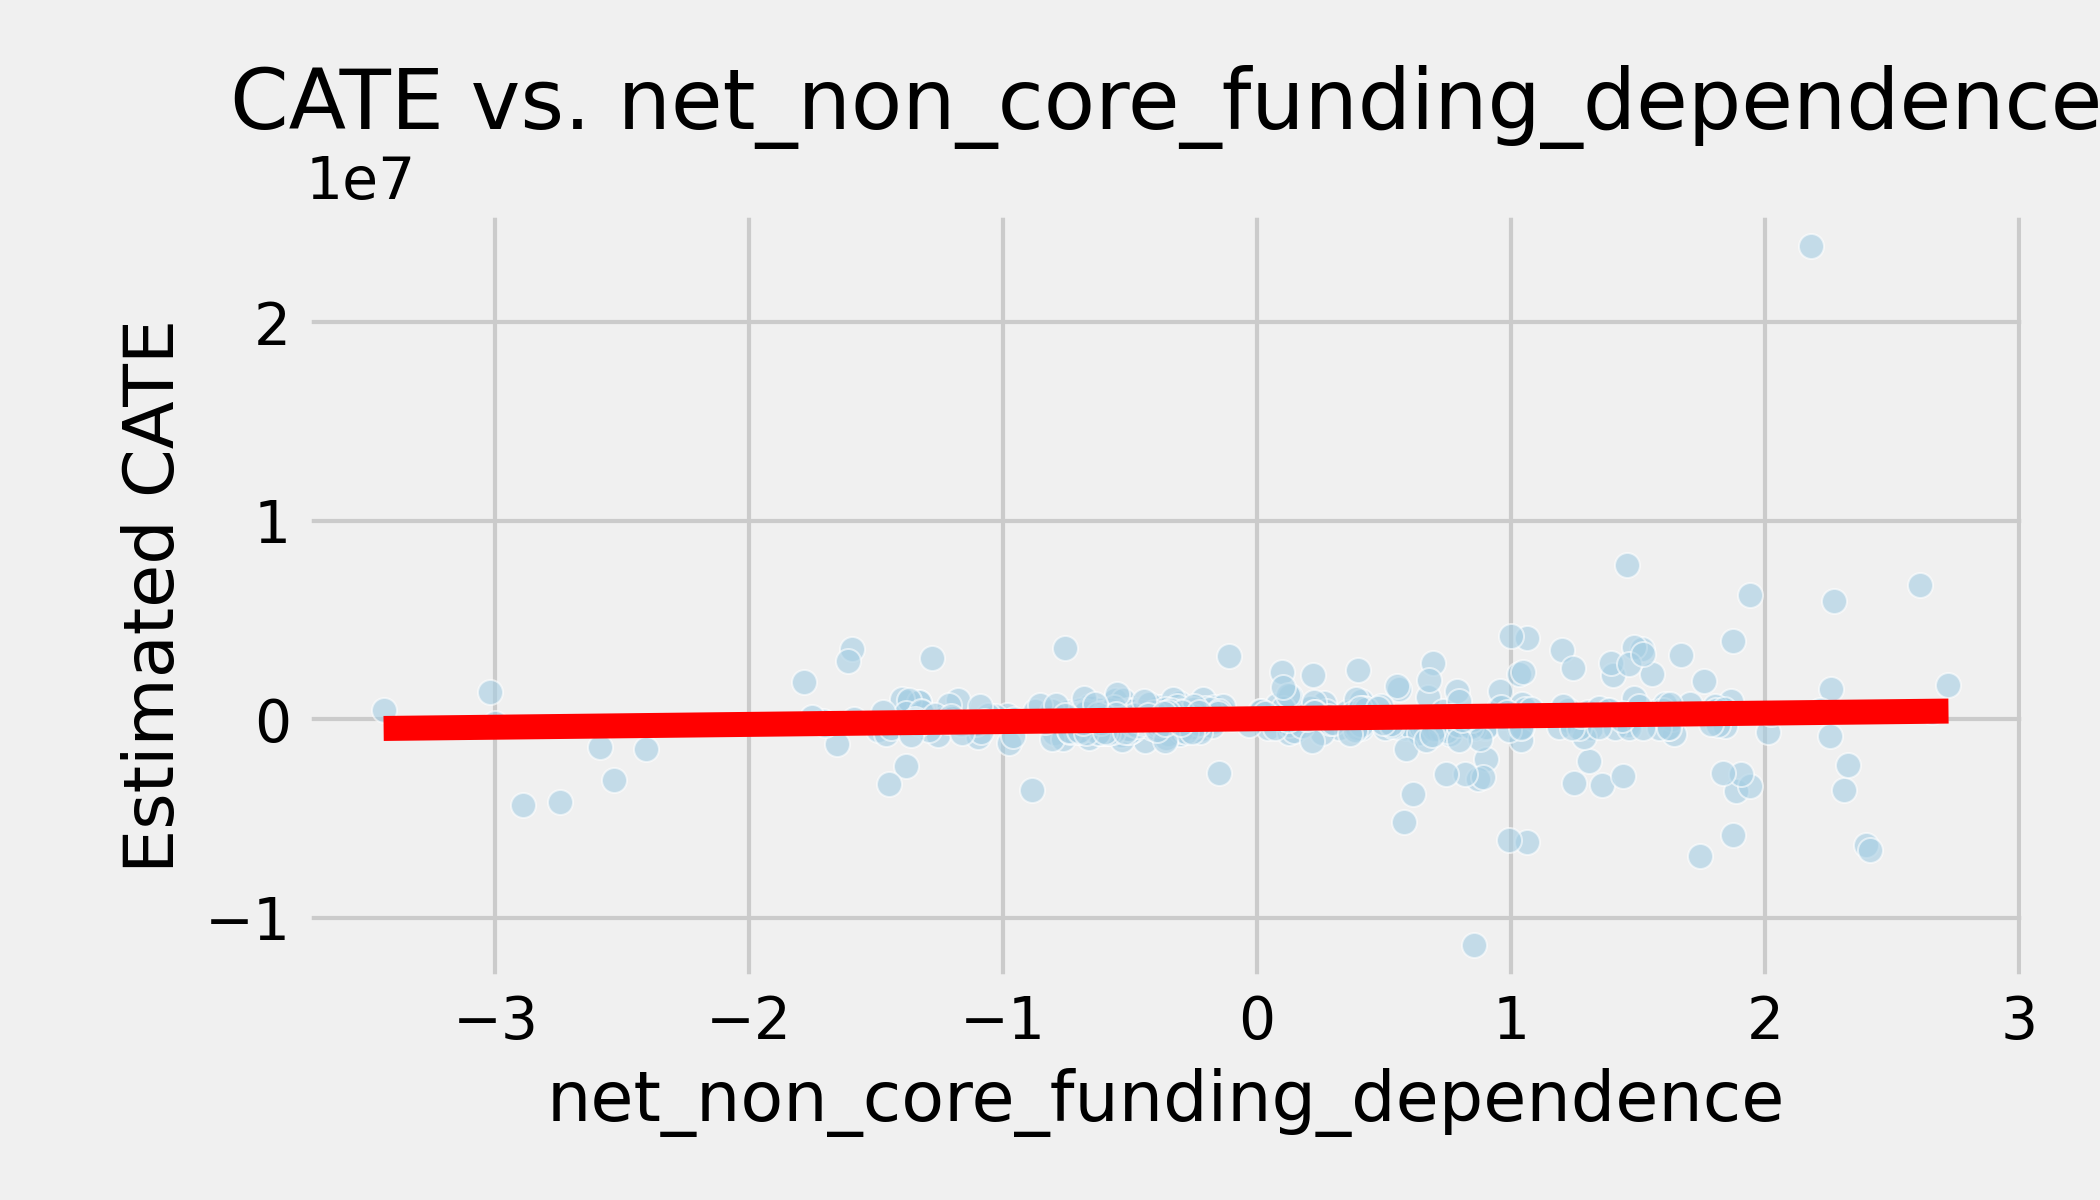 CATE vs. net_non_core_funding_dependence
1e7
2
1
0
−1
Estimated CATE
−3 −2 −1 0 1 2 3
net_non_core_funding_dependence